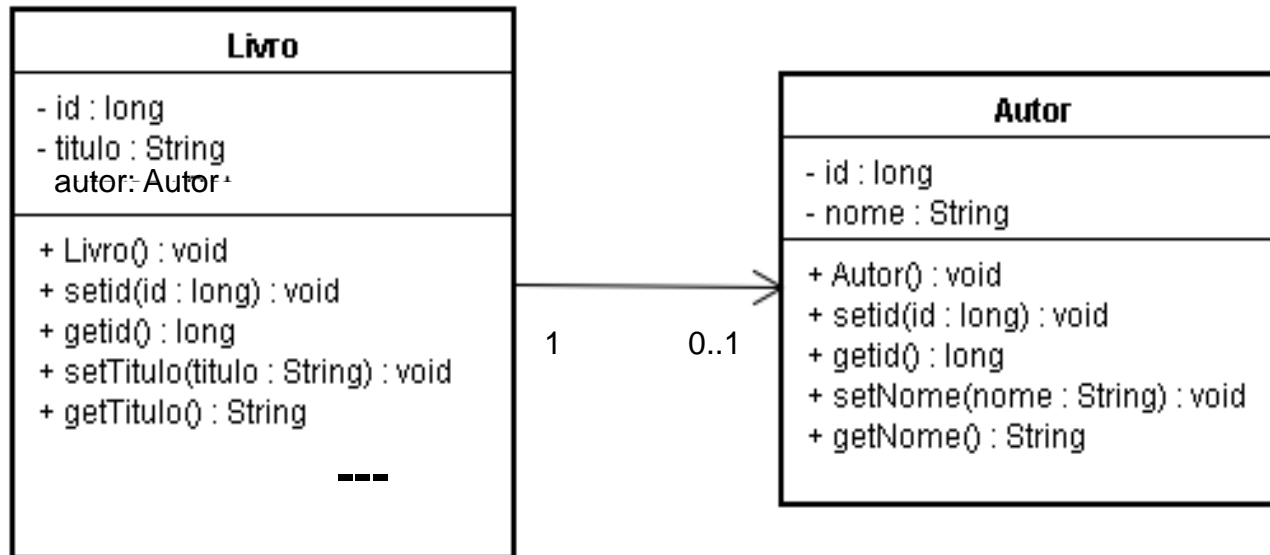 Livro
- id : long
- titulo : String
autor: Autor
+ Livro() : void
+ setid(id : long) : void
+ getid() : long
+ setTitulo(titulo : String) : void
+ getTitulo() : String
---
1
0..1
Autor
- id : long
- nome : String
+ Autor() : void
+ setid(id : long) : void
+ getid() : long
+ setNome(nome : String) : void
+ getNome() : String